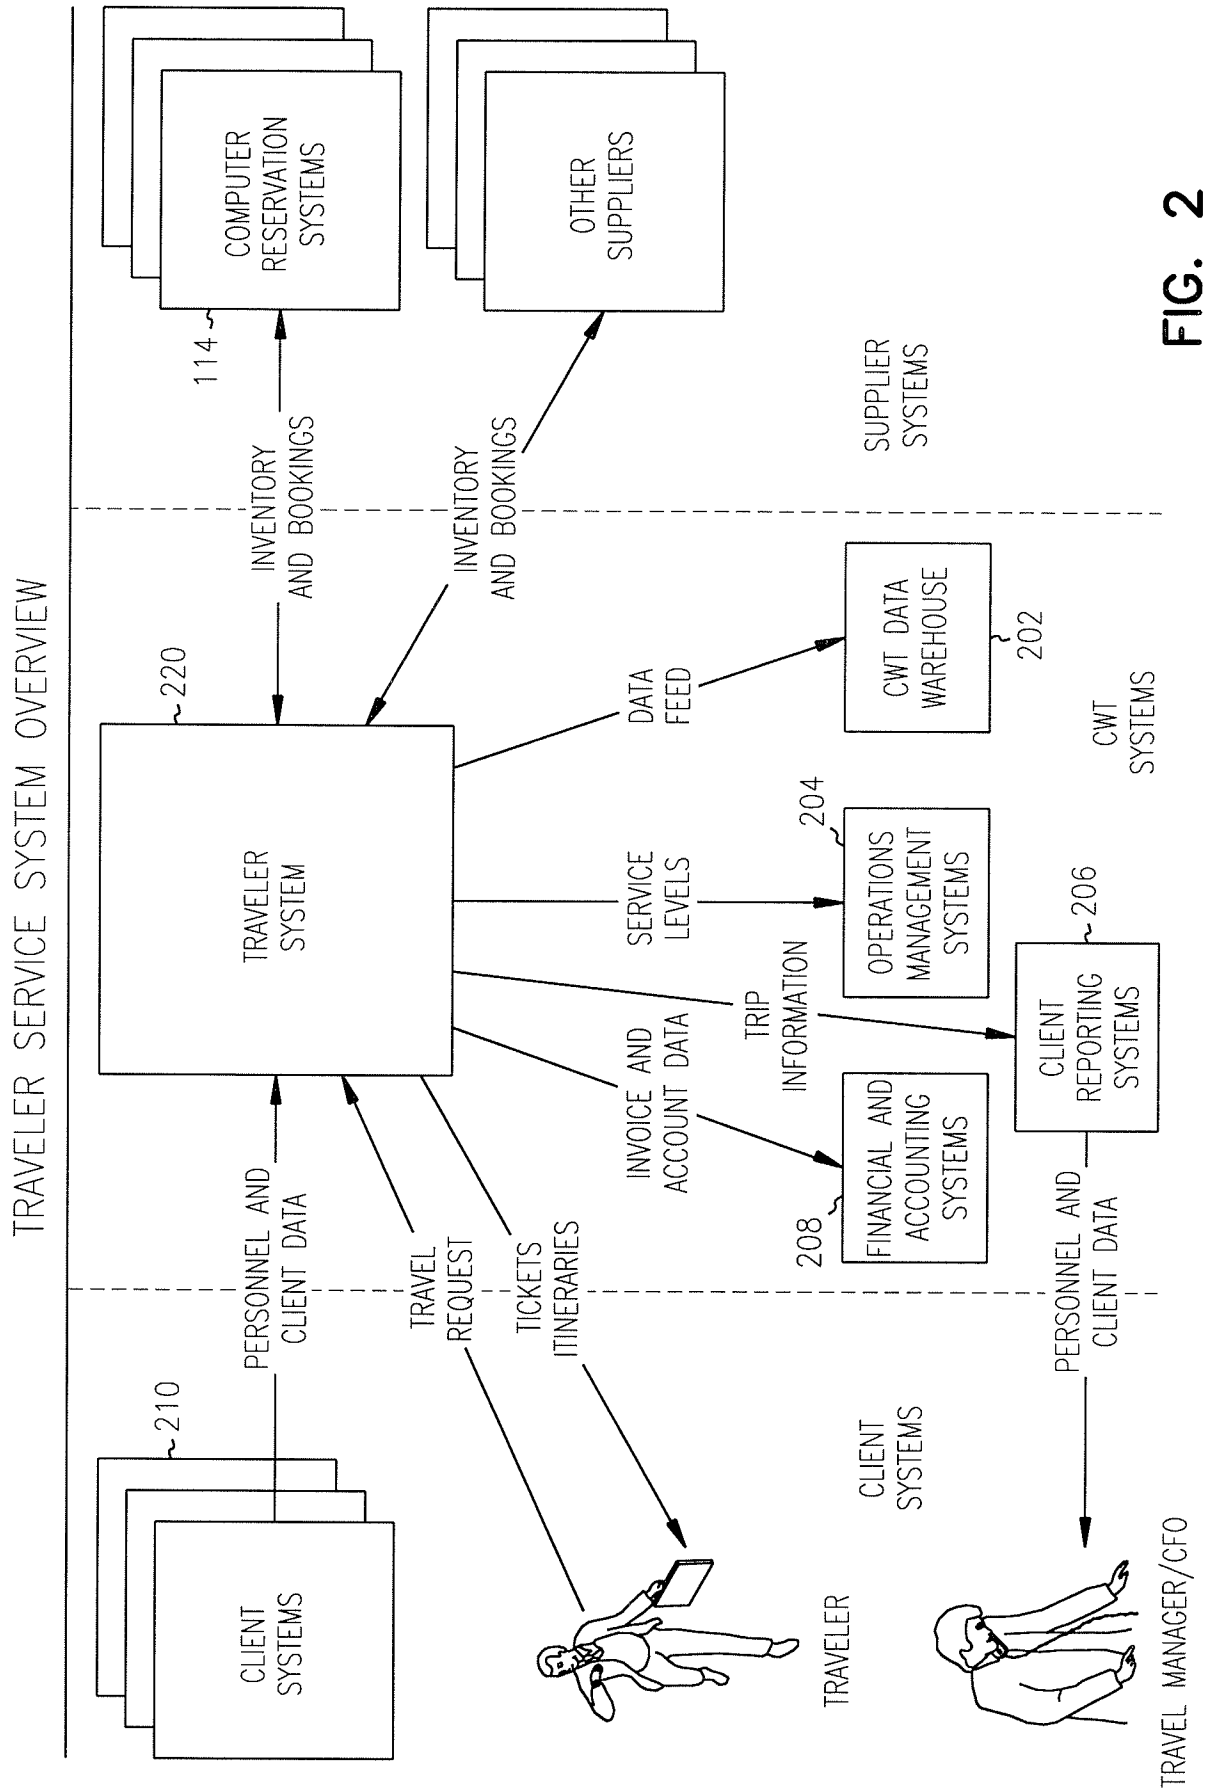 TRAVELER SERVICE SYSTEM OVERVIEW
210
CLIENT
SYSTEMS
PERSONNEL AND
CLIENT DATA
220
TRAVELER
SYSTEM
INVENTORY
AND BOOKINGS
114
COMPUTER
RESERVATION
SYSTEMS
TRAVEL
REQUEST
TICKETS
ITINERARIES
INVENTORY
AND BOOKINGS
OTHER
SUPPLIERS
INVOICE AND
ACCOUNT DATA
TRIP
INFORMATION
SERVICE
LEVELS
DATA
FEED
TRAVELER
CLIENT
SYSTEMS
208
FINANCIAL AND
ACCOUNTING
SYSTEMS
204
OPERATIONS
MANAGEMENT
SYSTEMS
CWT DATA
WAREHOUSE
202
SUPPLIER
SYSTEMS
PERSONNEL AND
CLIENT DATA
206
CLIENT
REPORTING
SYSTEMS
CWT
SYSTEMS
TRAVEL MANAGER/CFO
FIG. 2